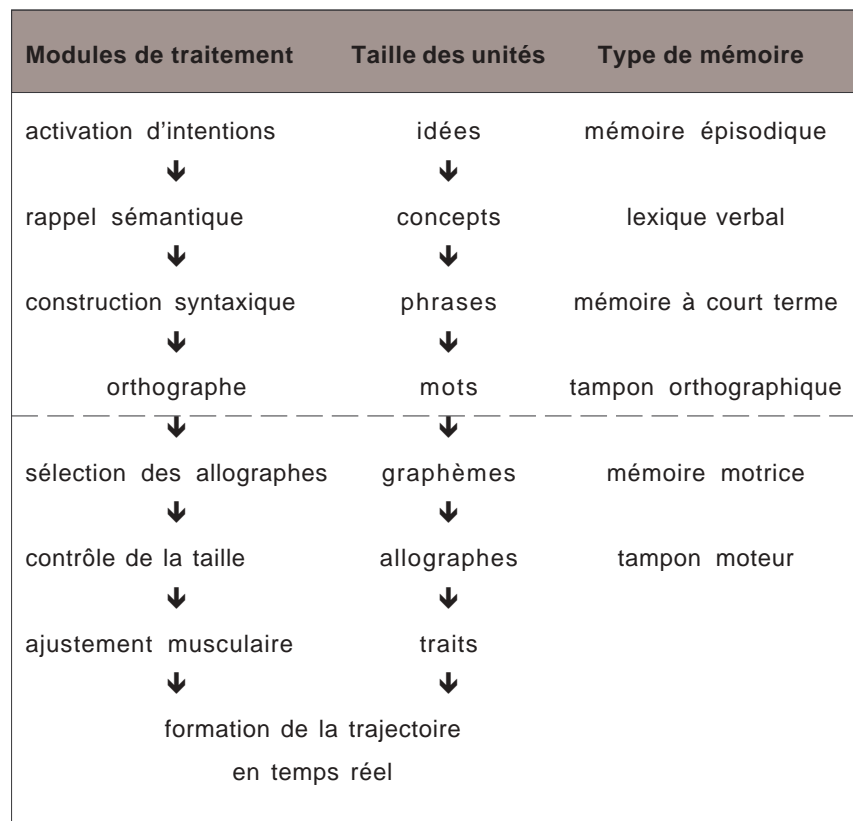 Modules de traitement Taille des unités Type de mémoire
activation d'intentions idées mémoire épisodique
rappel sémantique concepts lexique verbal
construction syntaxique phrases mémoire à court terme
orthographe mots tampon orthographique
sélection des allographes graphèmes mémoire motrice
contrôle de la taille allographes tampon moteur
ajustement musculaire traits
formation de la trajectoire
en temps réel